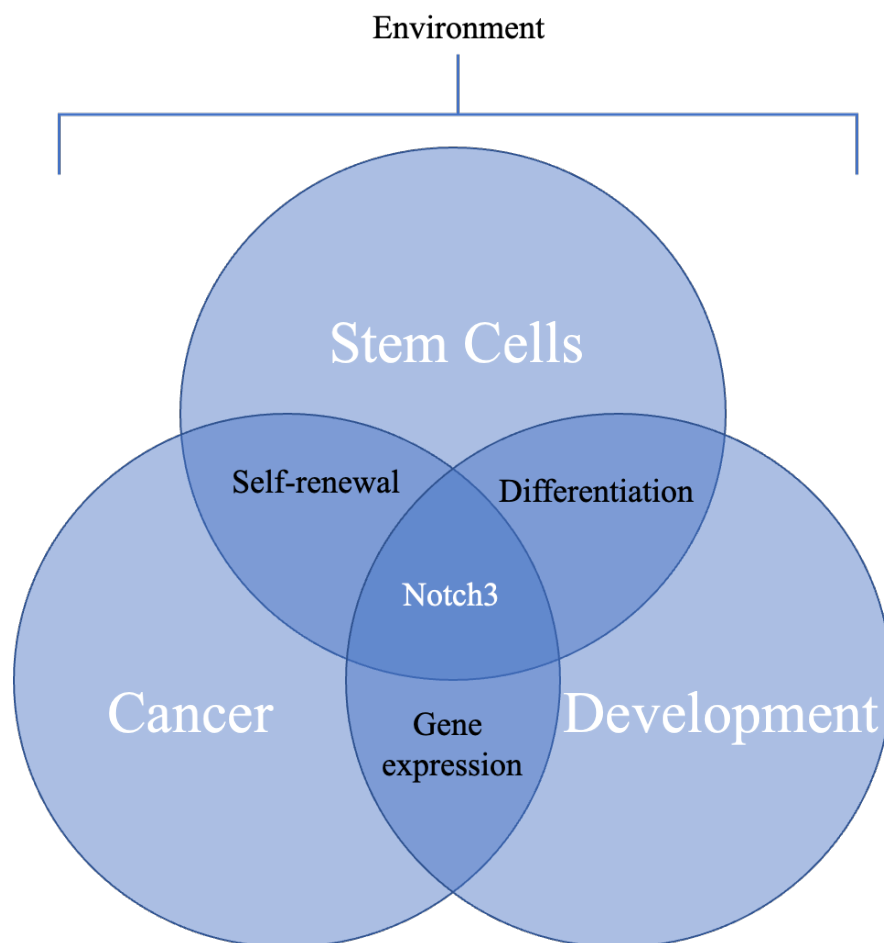 Environment
Stem Cells
Self-renewal
Differentiation
Notch3
Cancer
Development
Gene
expression